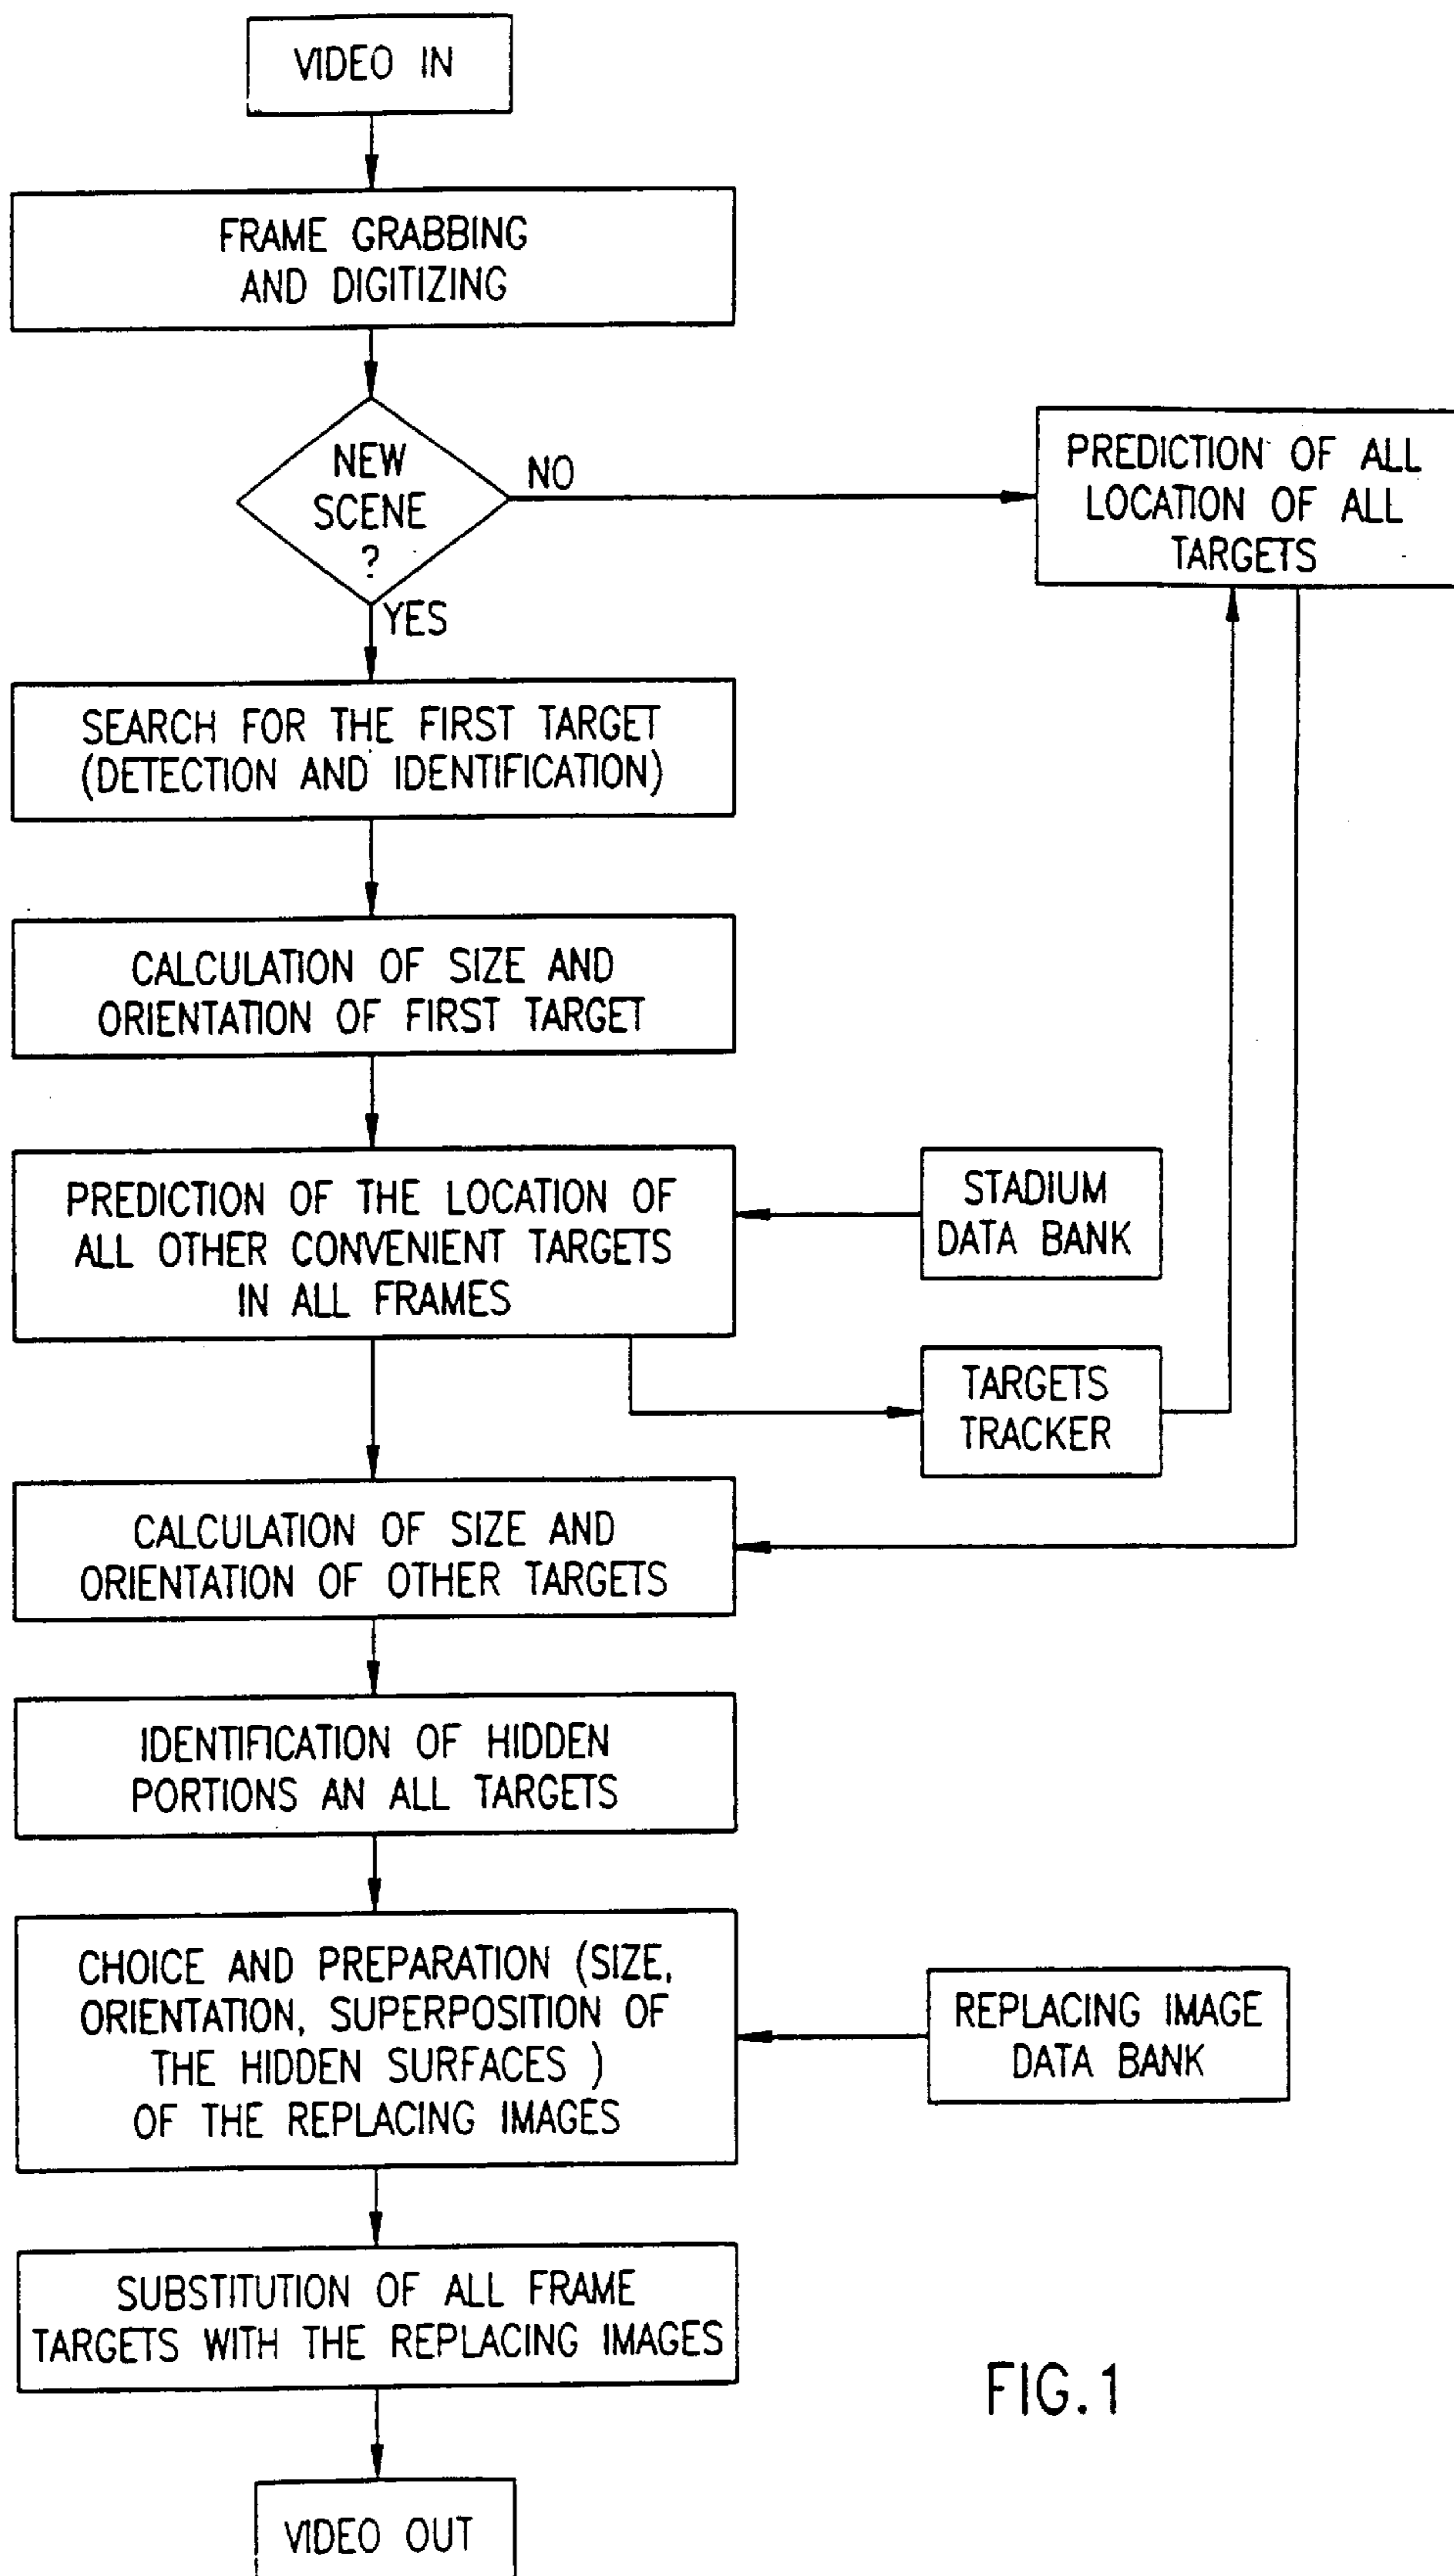 VIDEO IN
FRAME GRABBING
AND DIGITIZING
NEW
SCENE
?
NO
YES
PREDICTION OF ALL
LOCATION OF ALL
TARGETS
SEARCH FOR THE FIRST TARGET
(DETECTION AND IDENTIFICATION)
CALCULATION OF SIZE AND
ORIENTATION OF FIRST TARGET
PREDICTION OF THE LOCATION OF
ALL OTHER CONVENIENT TARGETS
IN ALL FRAMES
STADIUM
DATA BANK
TARGETS
TRACKER
CALCULATION OF SIZE AND
ORIENTATION OF OTHER TARGETS
IDENTIFICATION OF HIDDEN
PORTIONS AN ALL TARGETS
CHOICE AND PREPARATION (SIZE,
ORIENTATION, SUPERPOSITION OF
THE HIDDEN SURFACES )
OF THE REPLACING IMAGES
REPLACING IMAGE
DATA BANK
SUBSTITUTION OF ALL FRAME
TARGETS WITH THE REPLACING IMAGES
FIG.1
VIDEO OUT